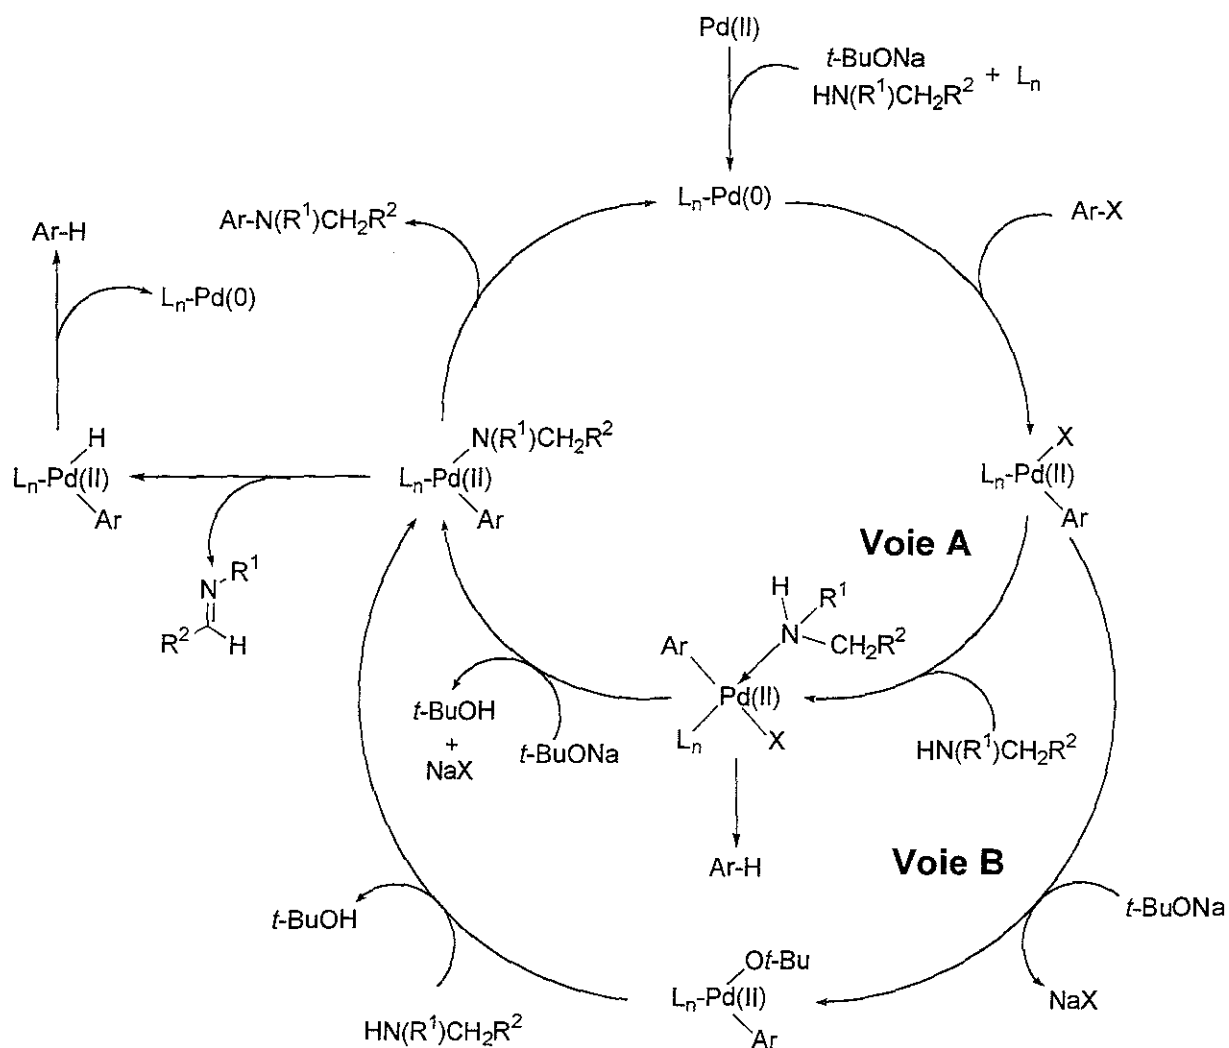 Pd(II)
t-BuONa
HN(R¹)CH₂R² + Lₙ
Lₙ-Pd(0)
Ar-N(R¹)CH₂R²
Ar-X
Ar-H
Lₙ-Pd(0)
H
Lₙ-Pd(II)
Ar
N(R¹)CH₂R²
Lₙ-Pd(II)
Ar
X
Lₙ-Pd(II)
Ar
Voie A
N R¹
R² H
H
R¹
N
CH₂R²
Ar
Pd(II)
Lₙ
X
t-BuOH
+
NaX
t-BuONa
HN(R¹)CH₂R²
Ar-H
Voie B
t-BuOH
t-BuONa
Ot-Bu
Lₙ-Pd(II)
Ar
NaX
HN(R¹)CH₂R²